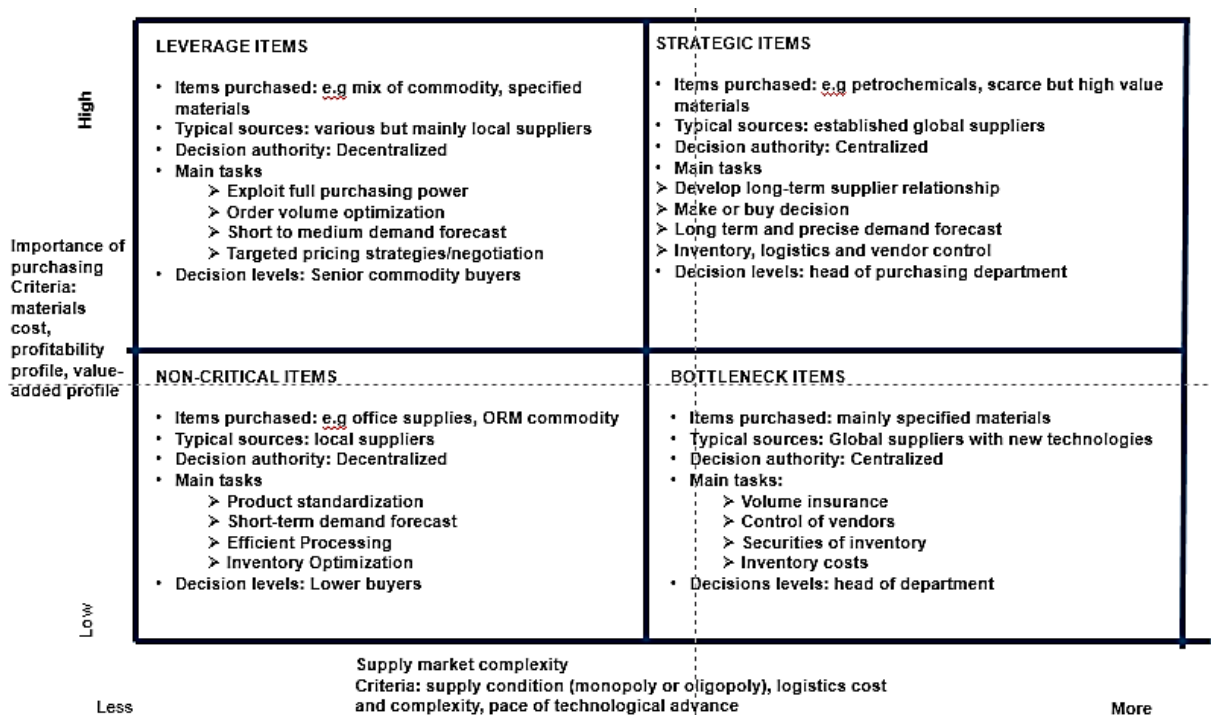 LEVERAGE ITEMS
• Items purchased: e.g mix of commodity, specified
materials
• Typical sources: various but mainly local suppliers
• Decision authority: Decentralized
• Main tasks
➢ Exploit full purchasing power
➢ Order volume optimization
➢ Short to medium demand forecast
➢ Targeted pricing strategies/negotiation
• Decision levels: Senior commodity buyers
STRATEGIC ITEMS
• Items purchased: e.g petrochemicals, scarce but high value
materials
• Typical sources: established global suppliers
• Decision authority: Centralized
• Main tasks
➢ Develop long-term supplier relationship
➢ Make or buy decision
➢ Long term and precise demand forecast
➢ Inventory, logistics and vendor control
• Decision levels: head of purchasing department
High
Importance of
purchasing
Criteria:
materials
cost,
profitability
profile, value-
added profile
Low
NON-CRITICAL ITEMS
• Items purchased: e.g office supplies, ORM commodity
• Typical sources: local suppliers
• Decision authority: Decentralized
• Main tasks
➢ Product standardization
➢ Short-term demand forecast
➢ Efficient Processing
➢ Inventory Optimization
• Decision levels: Lower buyers
BOTTLENECK ITEMS
• Items purchased: mainly specified materials
• Typical sources: Global suppliers with new technologies
• Decision authority: Centralized
• Main tasks:
➢ Volume insurance
➢ Control of vendors
➢ Securities of inventory
➢ Inventory costs
• Decisions levels: head of department
Supply market complexity
Criteria: supply condition (monopoly or oligopoly), logistics cost
and complexity, pace of technological advance
Less
More